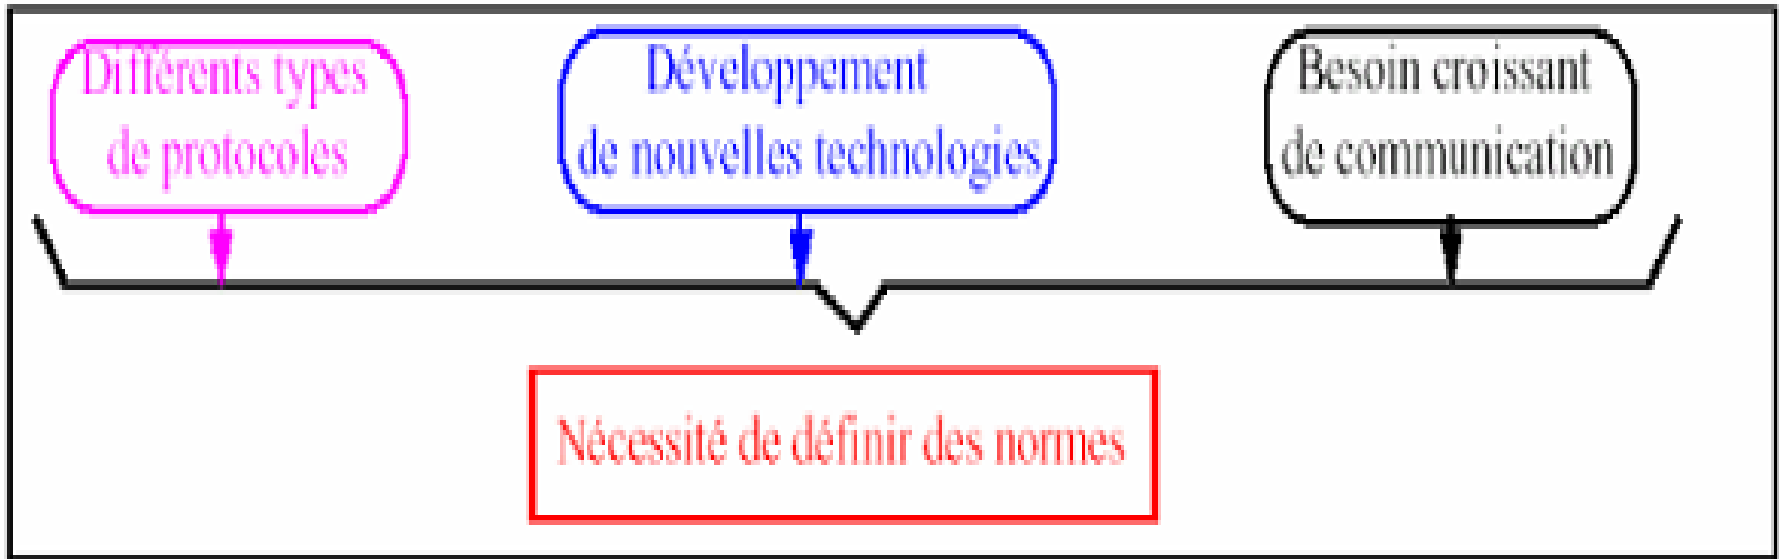 Différents types
de protocoles
Développement
de nouvelles technologies
Besoin croissant
de communication
Nécessité de définir des normes